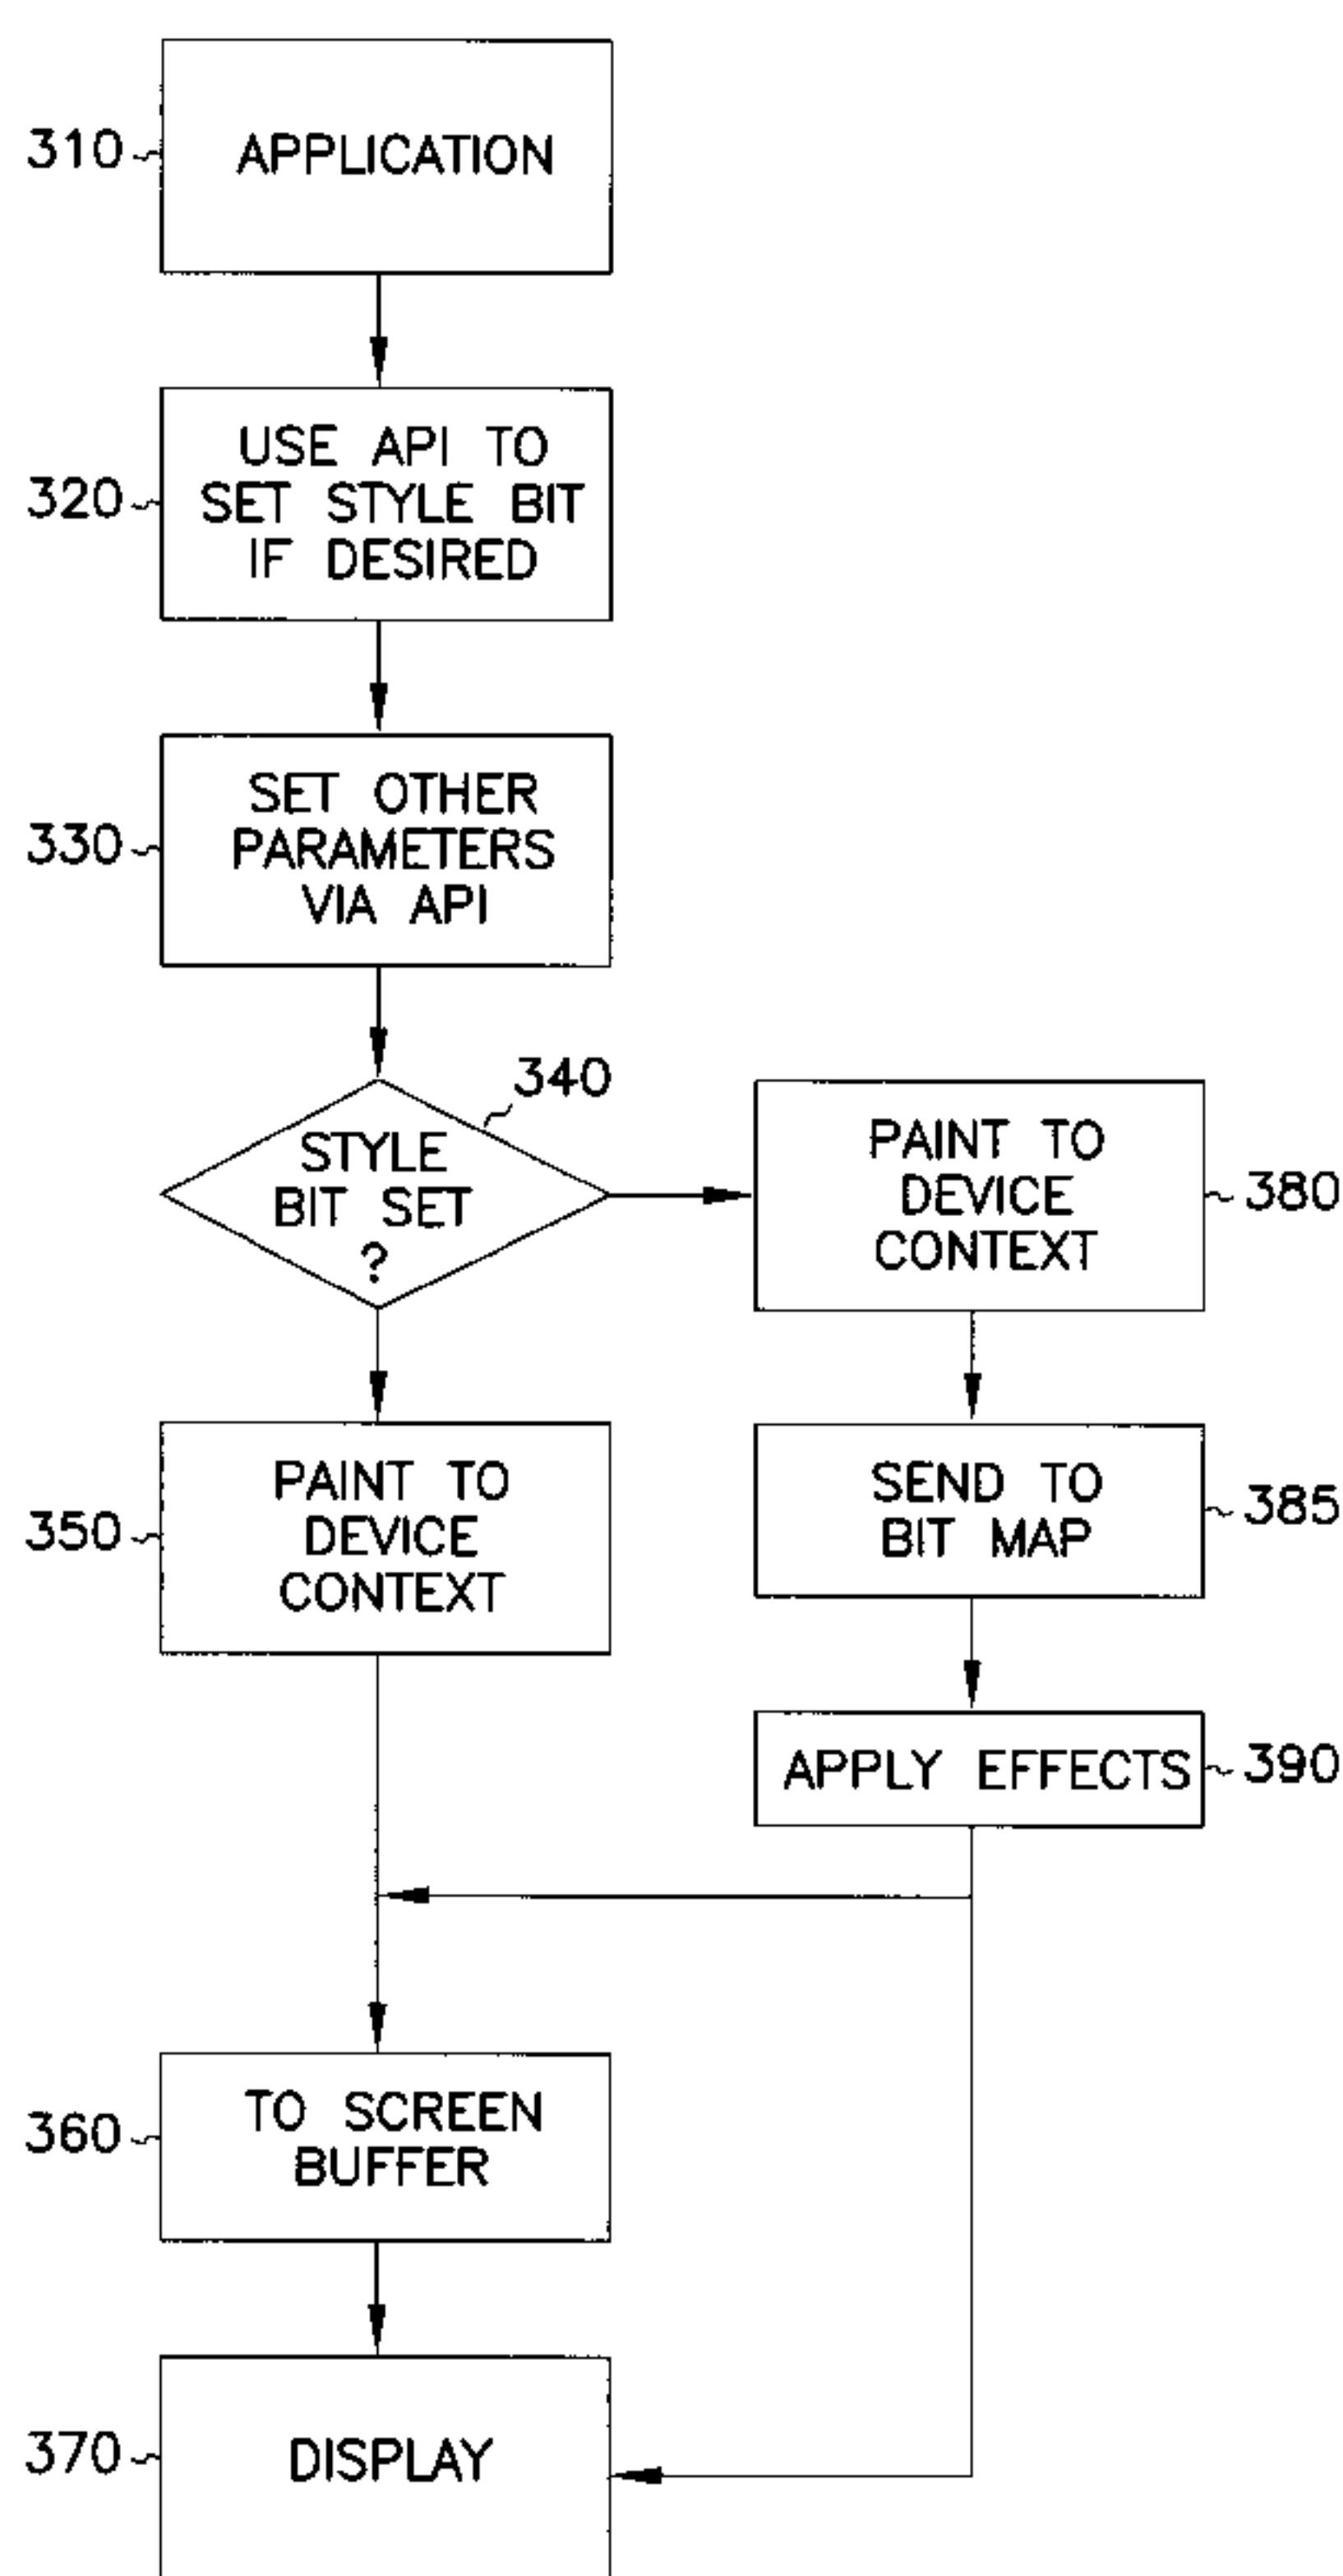 310
APPLICATION
320
USE API TO
SET STYLE BIT
IF DESIRED
330
SET OTHER
PARAMETERS
VIA API
340
STYLE
BIT SET
?
PAINT TO
DEVICE
CONTEXT
380
350
PAINT TO
DEVICE
CONTEXT
SEND TO
BIT MAP
385
APPLY EFFECTS
390
360
TO SCREEN
BUFFER
370
DISPLAY